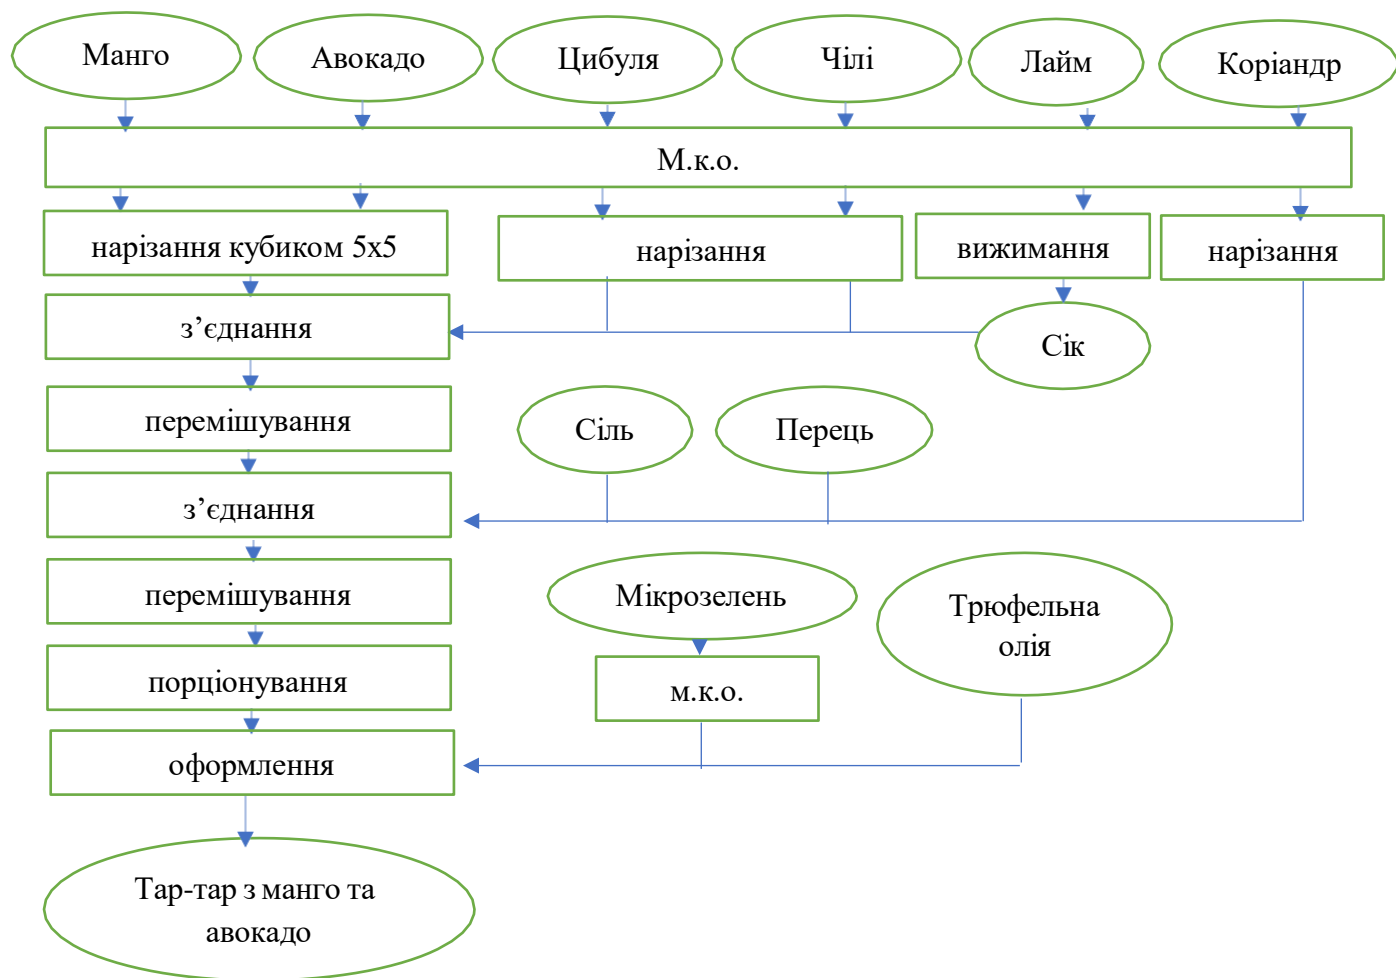 Манго
Авокадо
Цибуля
Чілі
Лайм
Коріандр
М.к.о.
нарізання кубиком 5х5
нарізання
вижимання
нарізання
з’єднання
Сік
перемішування
Сіль
Перець
з’єднання
перемішування
Мікрозелень
Трюфельна
олія
порціонування
м.к.о.
оформлення
Тар-тар з манго та
авокадо